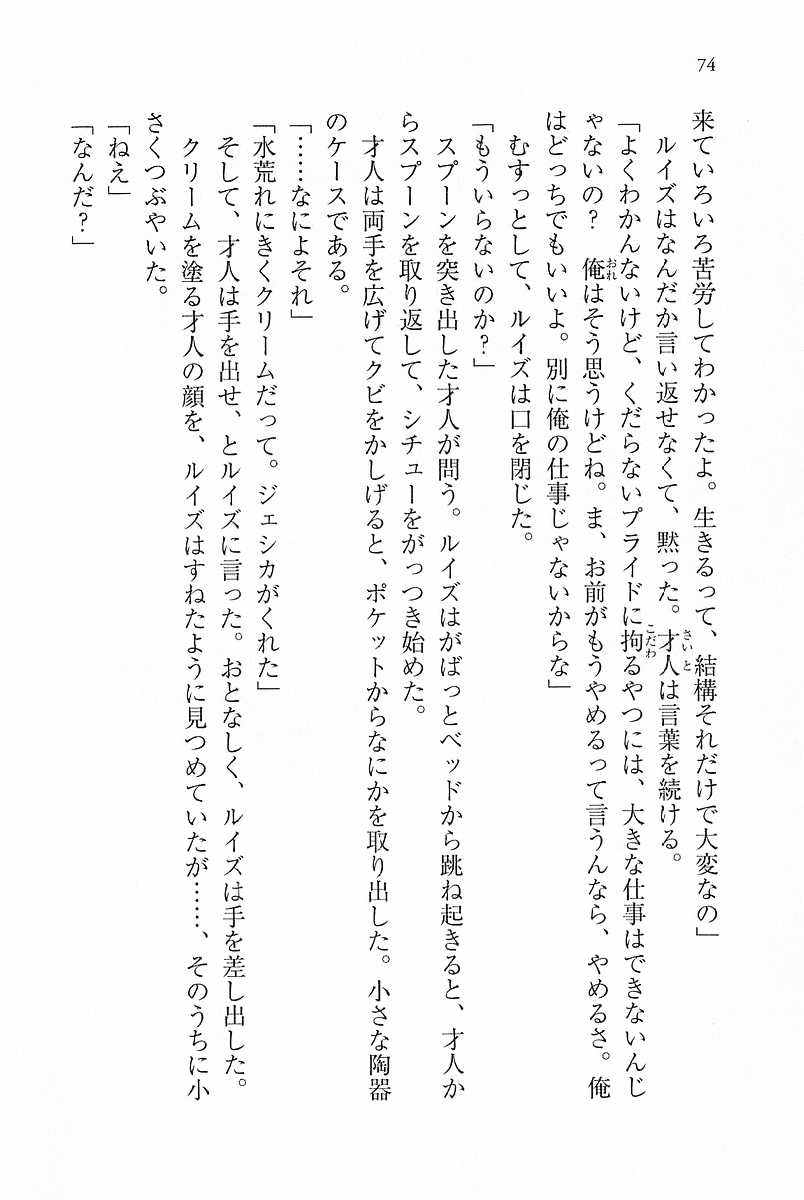 74
来ていろいろ苦労してわかったよ。生きるって、結構それだけで大変なの」
ルイズはなんだか言い返せなくて、黙った。才人は言葉を続ける。
「よくわかんないけど、くだらないプライドに拘るやつには、大きな仕事はできないんじ
ゃないの?　俺はそう思うけどね。ま、お前がもうやめるって言うんなら、やめるさ。俺
はどっちでもいいよ。別に俺の仕事じゃないからな」
むすっとして、ルイズは口を閉じた。
「もういらないのか?」
スプーンを突き出した才人が問う。ルイズはがばっとベッドから跳ね起きると、才人か
らスプーンを取り返して、シチューをがっつき始めた。
才人は両手を広げてクビをかしげると、ポケットからなにかを取り出した。小さな陶器
のケースである。
「……なによそれ」
「水荒れにきくクリームだって。ジェシカがくれた」
そして、才人は手を出せ、とルイズに言った。おとなしく、ルイズは手を差し出した。
クリームを塗る才人の顔を、ルイズはすねたように見つめていたが……、そのうちに小
さくつぶやいた。
「ねえ」
「なんだ?」